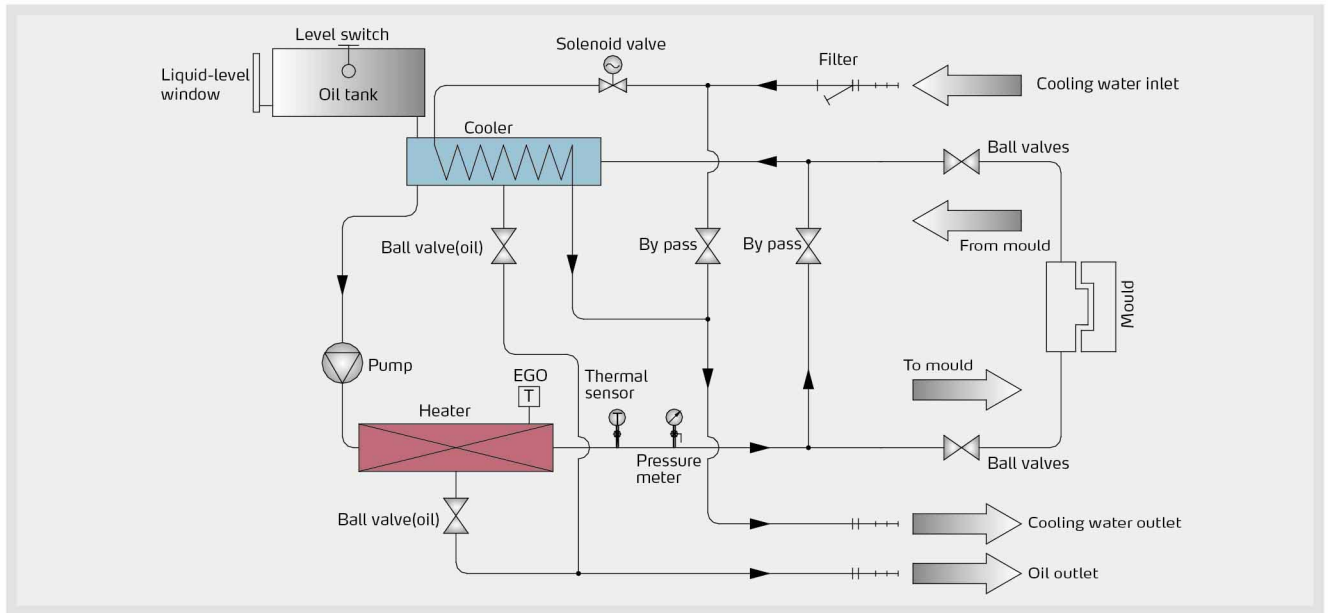 Level switch
Liquid-level
window
Oil tank
Solenoid valve
Filter
Cooling water inlet
Cooler
Ball valves
Ball valve(oil)
By pass
By pass
From mould
Mould
Pump
EGO
T
Thermal
sensor
T
To mould
Heater
Pressure
meter
Ball valves
Ball valve(oil)
Cooling water outlet
Oil outlet